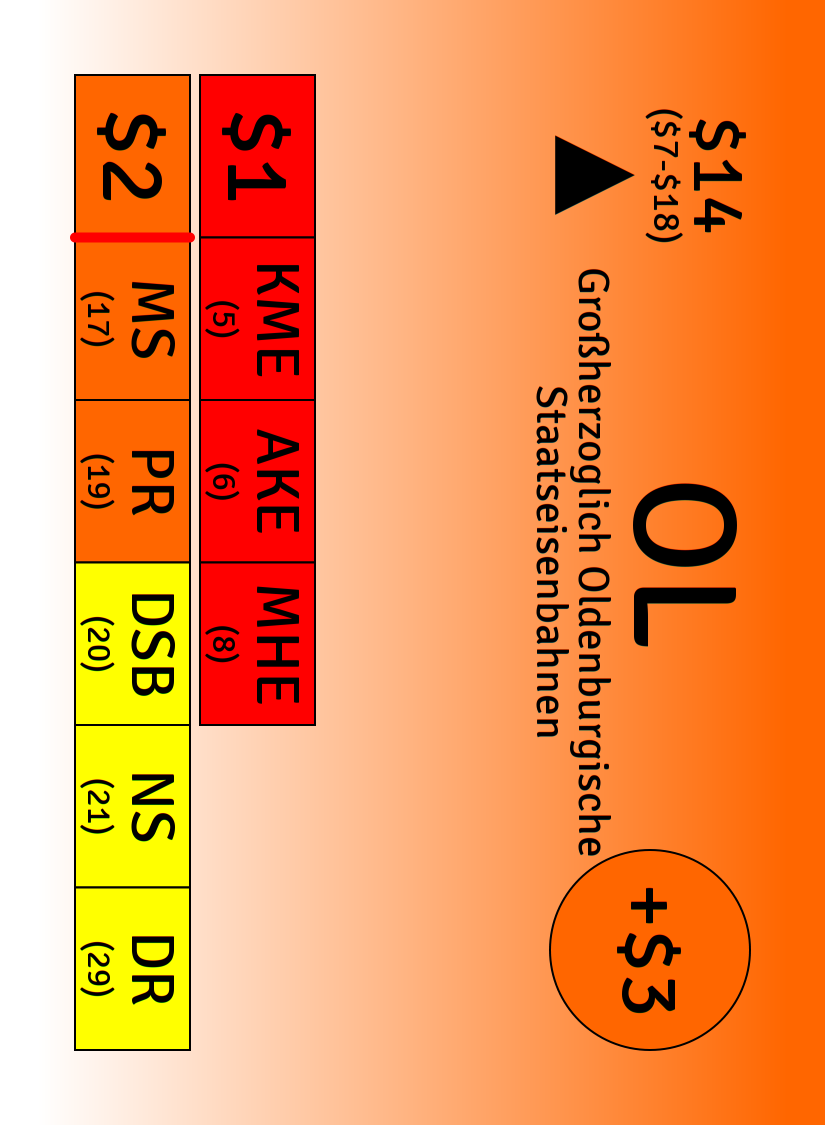 $14
($7-$18)
OL
Großherzoglich Oldenburgische
Staatseisenbahnen
+$3
$1
KME
(5)
AKE
(6)
MHE
(8)
$2
MS
(17)
PR
(19)
DSB
(20)
NS
(21)
DR
(29)